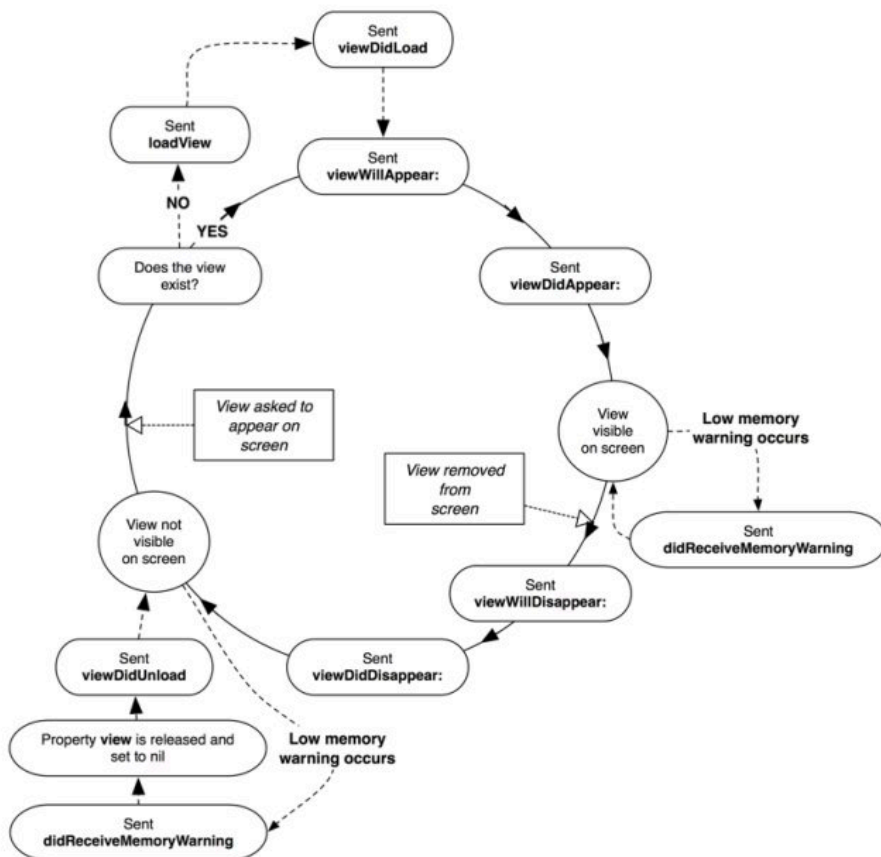 Sent
viewDidLoad
Sent
loadView
Sent
viewWillAppear:
NO
YES
Does the view
exist?
Sent
viewDidAppear:
View asked to
appear on
screen
View
visible
on screen
Low memory
warning occurs
View removed
from
screen
View not
visible
on screen
Sent
didReceiveMemoryWarning
Sent
viewWillDisappear:
Sent
viewDidDisappear:
Sent
viewDidUnload
Property view is released and
set to nil
Low memory
warning occurs
Sent
didReceiveMemoryWarning